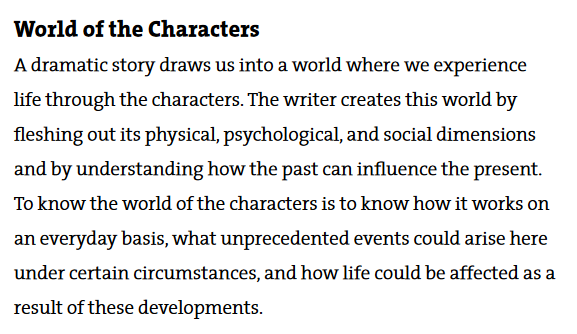 World of the Characters
A dramatic story draws us into a world where we experience
life through the characters. The writer creates this world by
fleshing out its physical, psychological, and social dimensions
and by understanding how the past can influence the present.
To know the world of the characters is to know how it works on
an everyday basis, what unprecedented events could arise here
under certain circumstances, and how life could be affected as a
result of these developments.